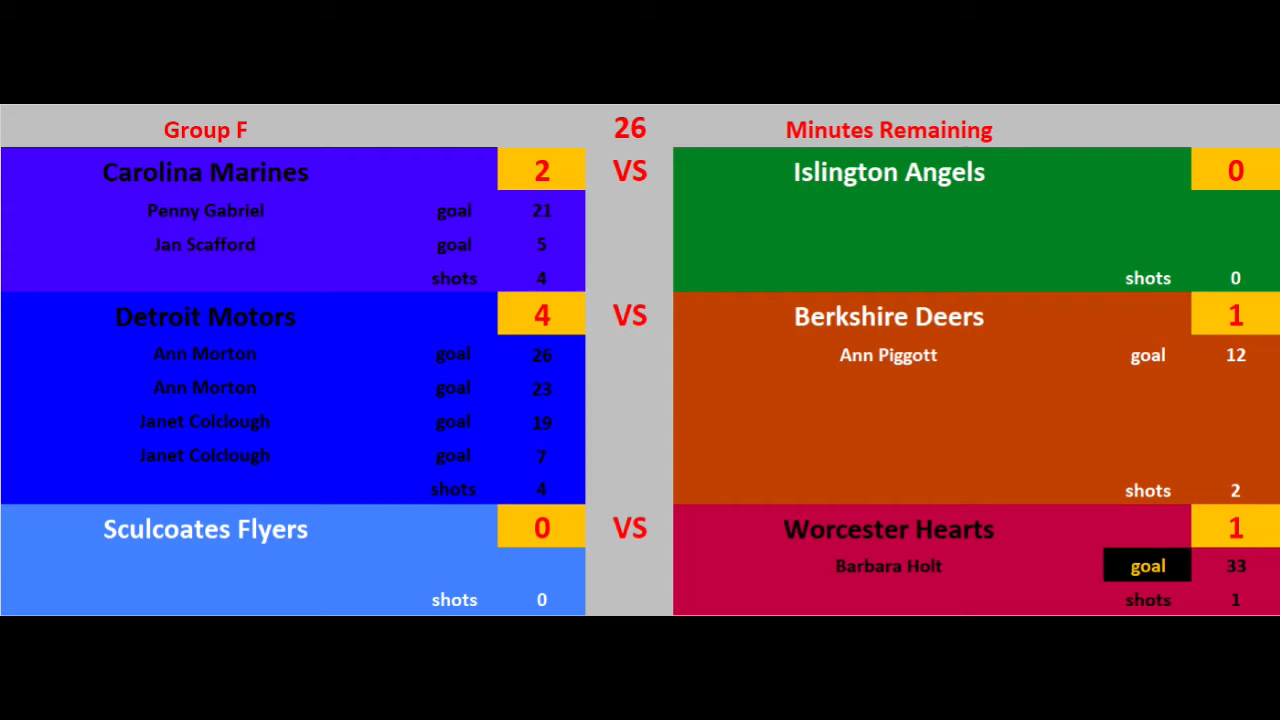 Group F 26 Minutes Remaining
Carolina Marines 2 VS Islington Angels 0
Penny Gabriel goal 21
Jan Scafford goal 5
shots 4 shots 0
Detroit Motors 4 VS Berkshire Deers 1
Ann Morton goal 26 Ann Piggott goal 12
Ann Morton goal 23
Janet Colclough goal 19
Janet Colclough goal 7
shots 4 shots 2
Sculcoates Flyers 0 VS Worcester Hearts 1
Barbara Holt goal 33
shots 0 shots 1